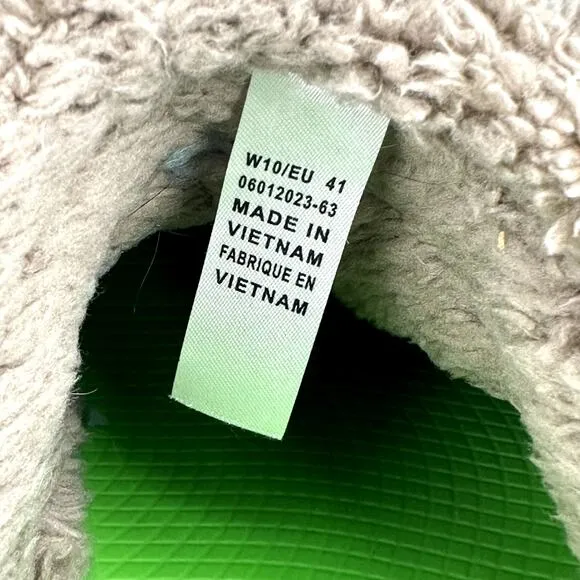 W10/EU 41
06012023-63
MADE IN
VIETNAM
FABRIQUE EN
VIETNAM